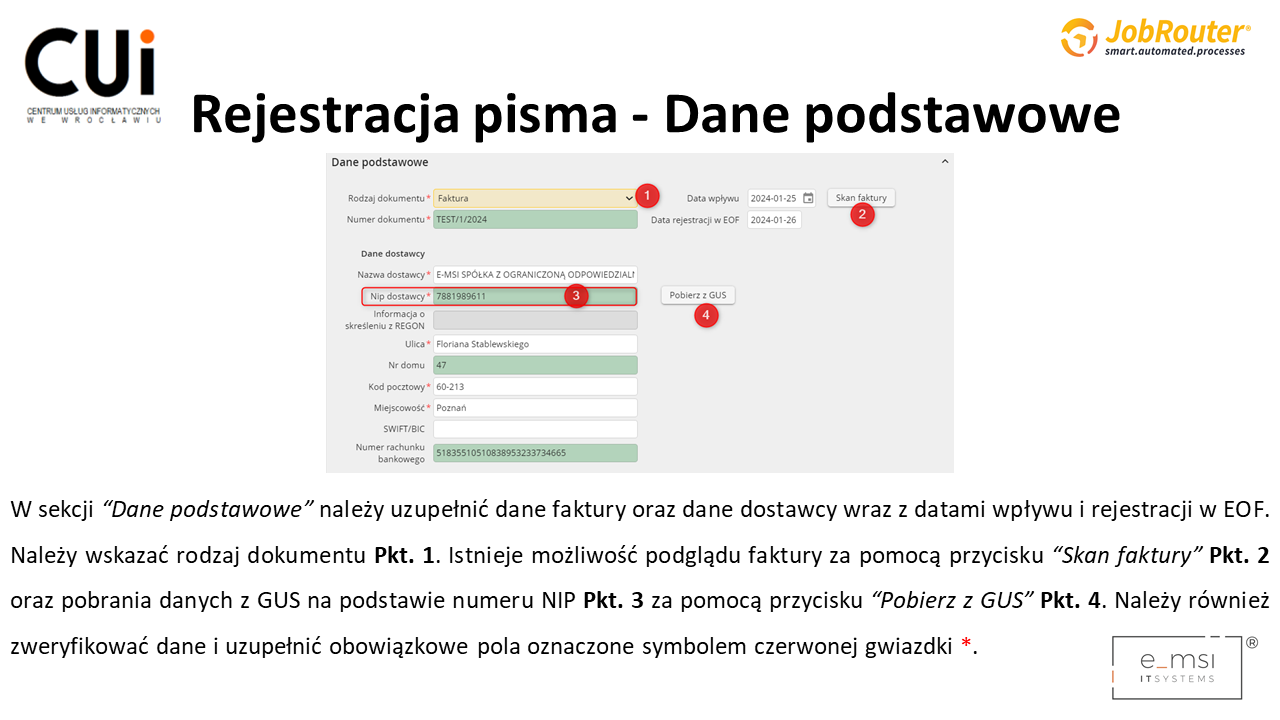 CUi
CENTRUM USŁUG INFORMATYCZNYCH
WE WROCŁAWIU
JobRouter®
smart.automated.processes
Rejestracja pisma - Dane podstawowe
Dane podstawowe
Rodzaj dokumentu * Faktura 1 Data wpływu 2024-01-25 Skan faktury
2
Numer dokumentu * TEST/1/2024 Data rejestracji w EOF 2024-01-26
Dane dostawcy
Nazwa dostawcy * E-MSI SPÓŁKA Z OGRANICZONĄ ODPOWIEDZIALN
Nip dostawcy * 7881989611 3 Pobierz z GUS
4
Informacja o
skreśleniu z REGON
Ulica * Floriana Stablewskiego
Nr domu 47
Kod pocztowy * 60-213
Miejscowość * Poznań
SWIFT/BIC
Numer rachunku
bankowego 51835510510838953233734665
W sekcji “Dane podstawowe” należy uzupełnić dane faktury oraz dane dostawcy wraz z datami wpływu i rejestracji w EOF.
Należy wskazać rodzaj dokumentu Pkt. 1. Istnieje możliwość podglądu faktury za pomocą przycisku “Skan faktury” Pkt. 2
oraz pobrania danych z GUS na podstawie numeru NIP Pkt. 3 za pomocą przycisku “Pobierz z GUS” Pkt. 4. Należy również
zweryfikować dane i uzupełnić obowiązkowe pola oznaczone symbolem czerwonej gwiazdki *.
e_msi ®
ITSYSTEMS